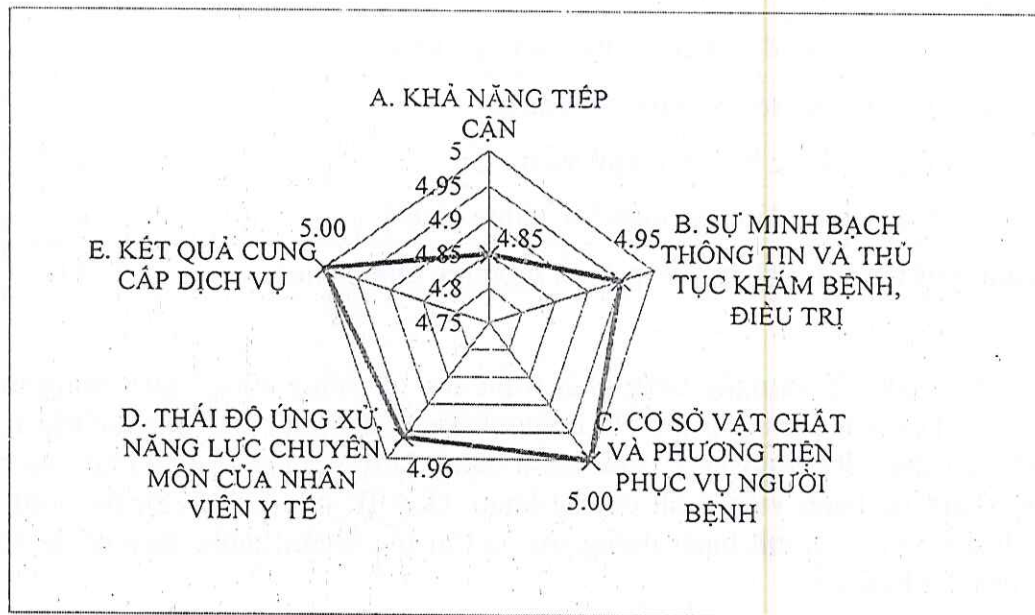 A. KHẢ NĂNG TIẾP
CẬN
5
4.95
4.9
4.85
4.8
4.75
4.85
4.95
B. SỰ MINH BẠCH
THÔNG TIN VÀ THỦ
TỤC KHÁM BỆNH,
ĐIỀU TRỊ
C. CƠ SỞ VẬT CHẤT
VÀ PHƯƠNG TIỆN
PHỤC VỤ NGƯỜI
BỆNH
5.00
D. THÁI ĐỘ ỨNG XỬ,
NĂNG LỰC CHUYÊN
MÔN CỦA NHÂN
VIÊN Y TẾ
4.96
E. KẾT QUẢ CUNG
CẤP DỊCH VỤ
5.00